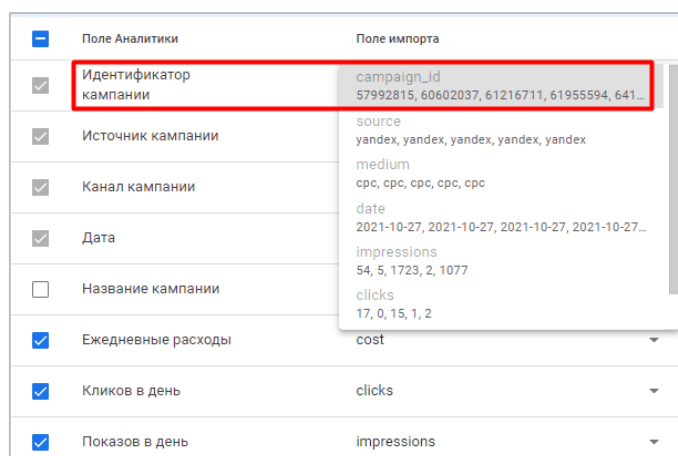 Поле Аналитики
Поле импорта
Идентификатор
кампании
campaign_id
57992815, 60602037, 61216711, 61955594, 641...
Источник кампании
source
yandex, yandex, yandex, yandex, yandex
Канал кампании
medium
cpc, cpc, cpc, cpc, cpc
Дата
date
2021-10-27, 2021-10-27, 2021-10-27, 2021-10-27...
Название кампании
impressions
54, 5, 1723, 2, 1077
clicks
17, 0, 15, 1, 2
Ежедневные расходы
cost
Кликов в день
clicks
Показов в день
impressions